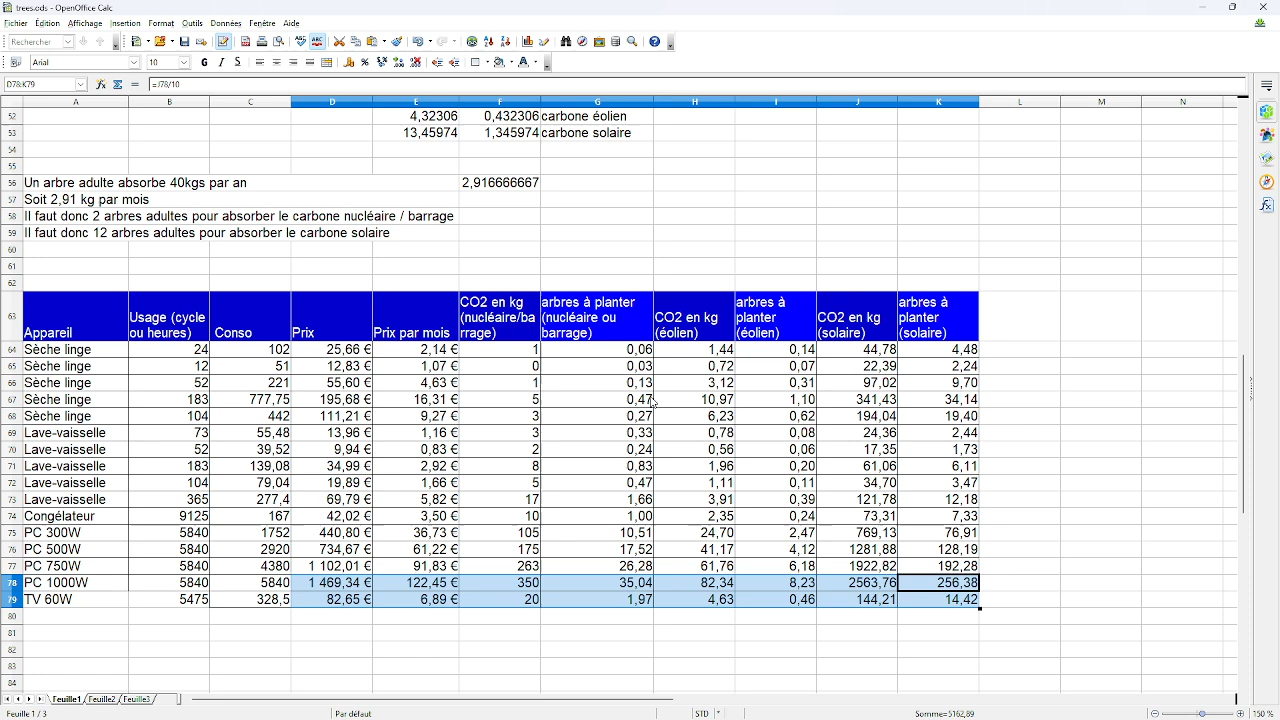 trees.ods - OpenOffice Calc
Fichier Édition Affichage Insertion Format Outils Données Fenêtre Aide
Rechercher
Arial 10 G I S
D78:K79 =J78/10
A B C D E F G H I J K L M N
52 4,32306 0,432306 carbone éolien
53 13,45974 1,345974 carbone solaire
54
55
56 Un arbre adulte absorbe 40kgs par an 2,916666667
57 Soit 2,91 kg par mois
58 Il faut donc 2 arbres adultes pour absorber le carbone nucléaire / barrage
59 Il faut donc 12 arbres adultes pour absorber le carbone solaire
60
61
62
63 Appareil Usage (cycle ou heures) Conso Prix Prix par mois CO2 en kg (nucléaire/ba rrage) arbres à planter (nucléaire ou barrage) CO2 en kg (éolien) arbres à planter (éolien) CO2 en kg (solaire) arbres à planter (solaire)
64 Sèche linge 24 102 25,66 € 2,14 € 1 0,06 1,44 0,14 44,78 4,48
65 Sèche linge 12 51 12,83 € 1,07 € 0 0,03 0,72 0,07 22,39 2,24
66 Sèche linge 52 221 55,60 € 4,63 € 1 0,13 3,12 0,31 97,02 9,70
67 Sèche linge 183 777,75 195,68 € 16,31 € 5 0,47 10,97 1,10 341,43 34,14
68 Sèche linge 104 442 111,21 € 9,27 € 3 0,27 6,23 0,62 194,04 19,40
69 Lave-vaisselle 73 55,48 13,96 € 1,16 € 3 0,33 0,78 0,08 24,36 2,44
70 Lave-vaisselle 52 39,52 9,94 € 0,83 € 2 0,24 0,56 0,06 17,35 1,73
71 Lave-vaisselle 183 139,08 34,99 € 2,92 € 8 0,83 1,96 0,20 61,06 6,11
72 Lave-vaisselle 104 79,04 19,89 € 1,66 € 5 0,47 1,11 0,11 34,70 3,47
73 Lave-vaisselle 365 277,4 69,79 € 5,82 € 17 1,66 3,91 0,39 121,78 12,18
74 Congélateur 9125 167 42,02 € 3,50 € 10 1,00 2,35 0,24 73,31 7,33
75 PC 300W 5840 1752 440,80 € 36,73 € 105 10,51 24,70 2,47 769,13 76,91
76 PC 500W 5840 2920 734,67 € 61,22 € 175 17,52 41,17 4,12 1281,88 128,19
77 PC 750W 5840 4380 1 102,01 € 91,83 € 263 26,28 61,76 6,18 1922,82 192,28
78 PC 1000W 5840 5840 1 469,34 € 122,45 € 350 35,04 82,34 8,23 2563,76 256,38
79 TV 60W 5475 328,5 82,65 € 6,89 € 20 1,97 4,63 0,46 144,21 14,42
80
81
82
83
84
Feuille1 Feuille2 Feuille3
Feuille 1 / 3 Par défaut STD * Somme=5162,89 150 %